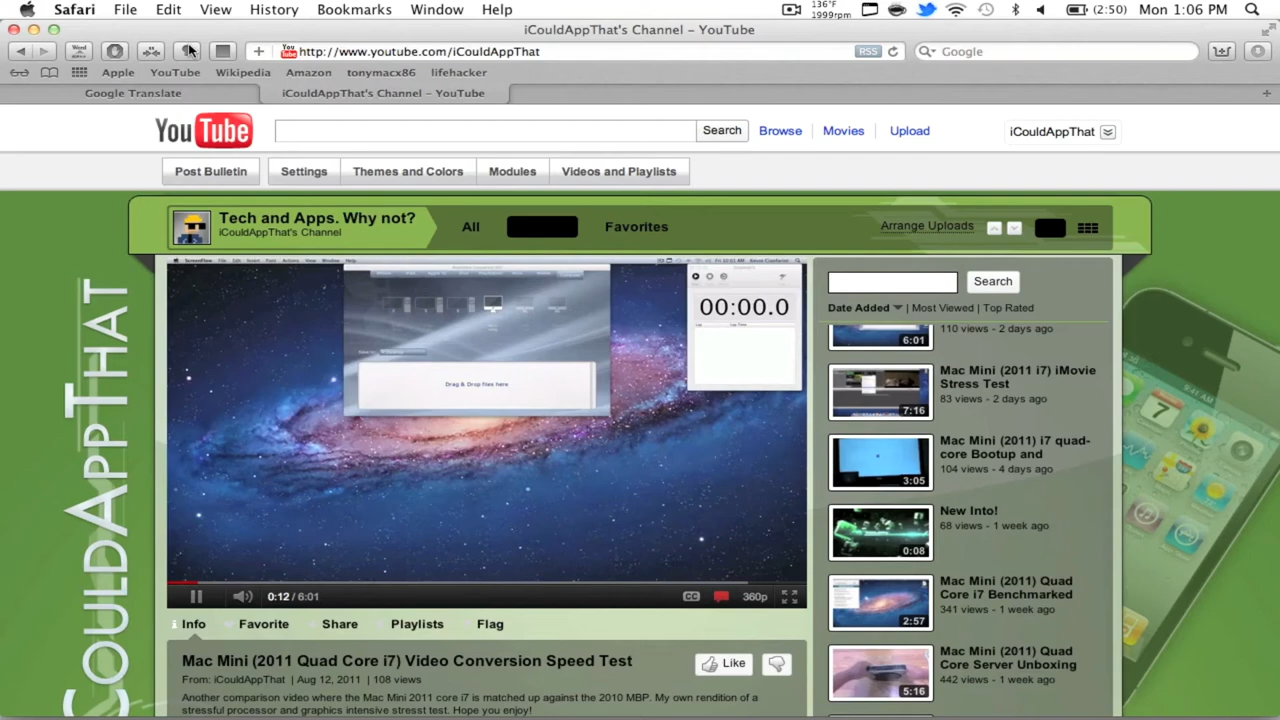 Safari File Edit View History Bookmarks Window Help 136°F 1999rpm (2:50) Mon 1:06 PM
iCouldAppThat's Channel – YouTube
Word http://www.youtube.com/iCouldAppThat RSS Google
Apple YouTube Wikipedia Amazon tonymacx86 lifehacker
Google Translate iCouldAppThat's Channel – YouTube
YouTube Search Browse Movies Upload iCouldAppThat
Post Bulletin Settings Themes and Colors Modules Videos and Playlists
Tech and Apps. Why not?
iCouldAppThat's Channel
All Favorites Arrange Uploads
00:00.0
Drag & Drop files here
0:12 / 6:01 CC 360p
Info Favorite Share Playlists Flag
Mac Mini (2011 Quad Core i7) Video Conversion Speed Test
Like
From: iCouldAppThat | Aug 12, 2011 | 108 views
Another comparison video where the Mac Mini 2011 core i7 is matched up against the 2010 MBP. My own rendition of a
stressful processor and graphics intensive stresst test. Hope you enjoy!
Search
Date Added | Most Viewed | Top Rated
110 views - 2 days ago
6:01
Mac Mini (2011 i7) iMovie
Stress Test
83 views - 2 days ago
7:16
Mac Mini (2011) i7 quad-
core Bootup and
104 views - 4 days ago
3:05
New Into!
68 views - 1 week ago
0:08
Mac Mini (2011) Quad
Core i7 Benchmarked
341 views - 1 week ago
2:57
Mac Mini (2011) Quad
Core Server Unboxing
442 views - 1 week ago
5:16
CouldAppThat